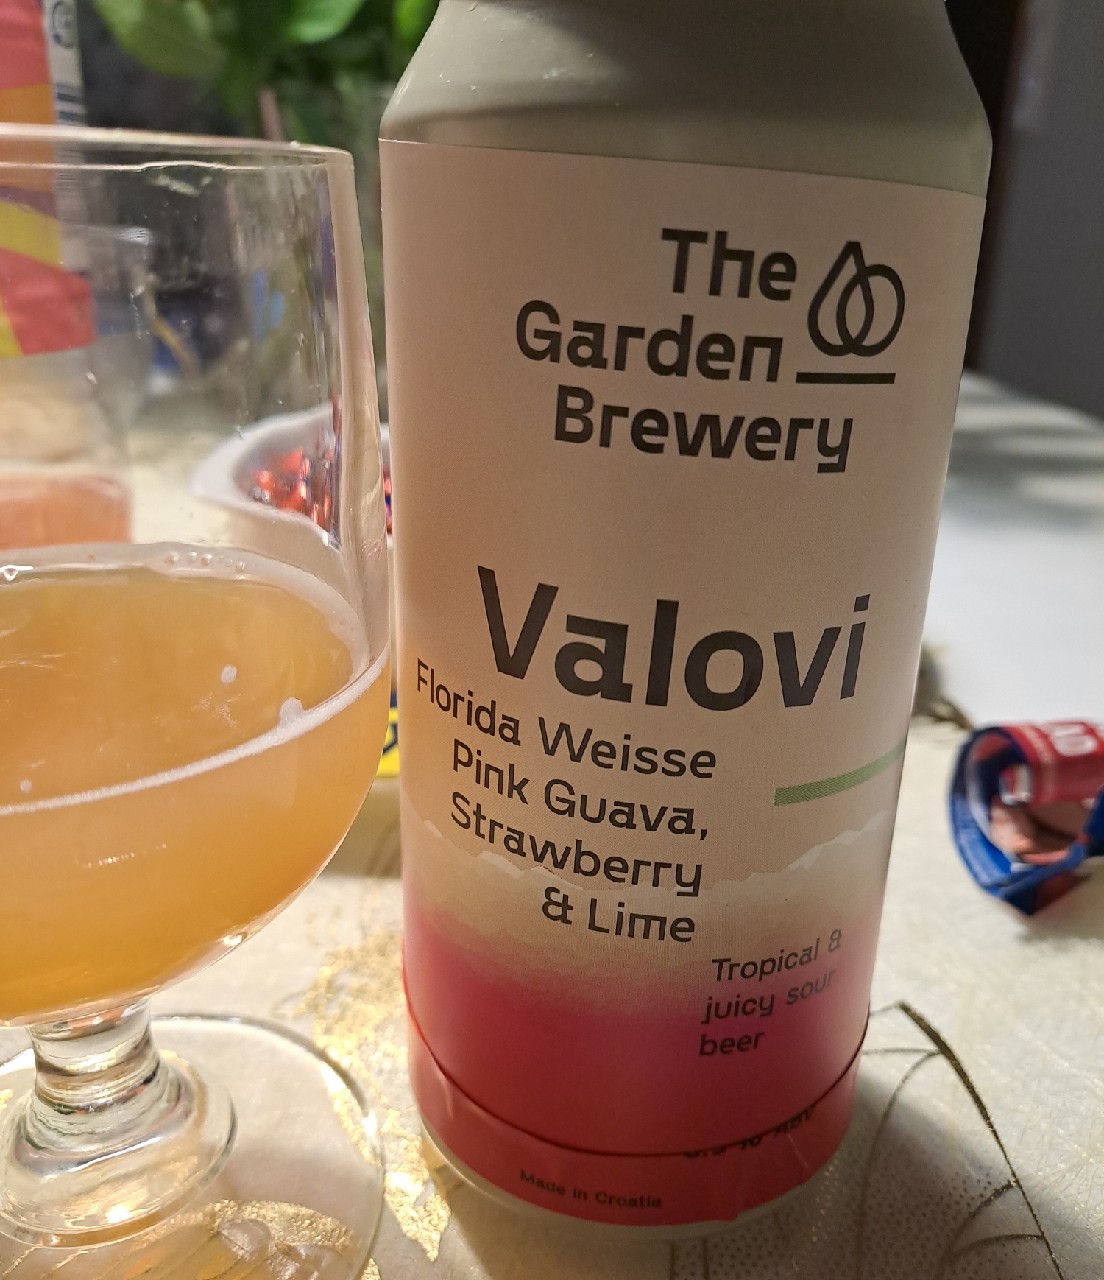 The
Garden
Brewery
Valovi
Florida Weisse
Pink Guava,
Strawberry
& Lime
Tropical &
juicy sour
beer
Made in Croatia